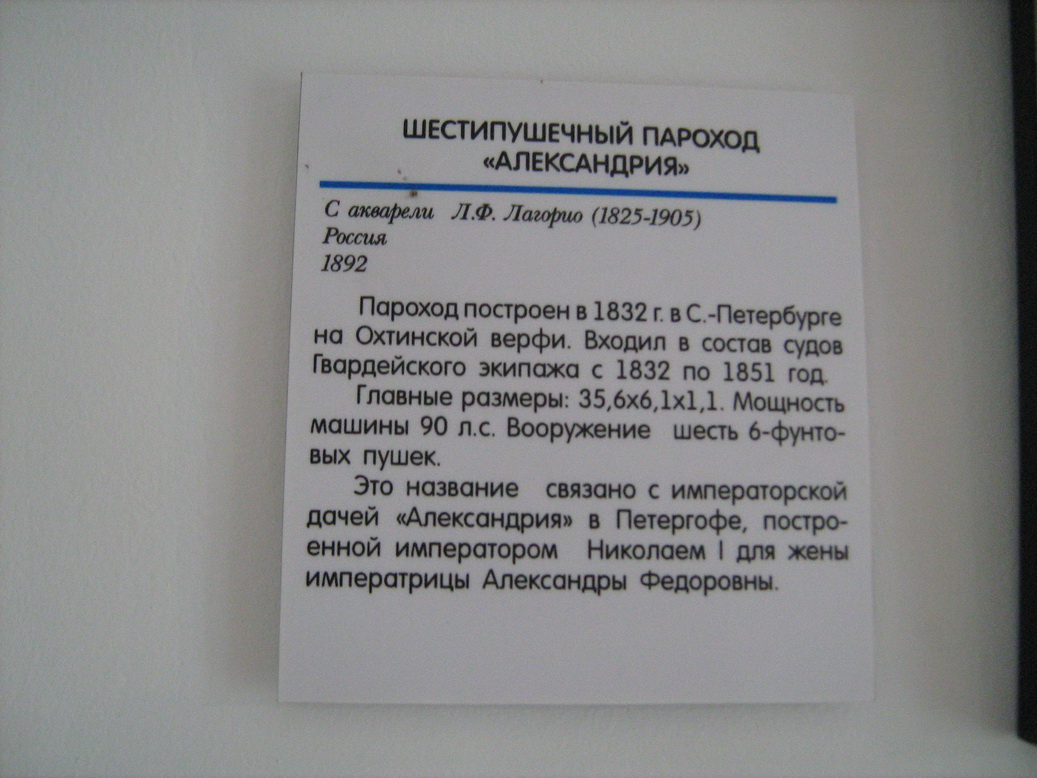 ШЕСТИПУШЕЧНЫЙ ПАРОХОД
«АЛЕКСАНДРИЯ»
С акварели Л.Ф. Лагорио (1825-1905)
Россия
1892
Пароход построен в 1832 г. в С.-Петербурге
на Охтинской верфи. Входил в состав судов
Гвардейского экипажа с 1832 по 1851 год.
Главные размеры: 35,6х6,1х1,1. Мощность
машины 90 л.с. Вооружение шесть 6-фунто-
вых пушек.
Это название связано с императорской
дачей «Александрия» в Петергофе, постро-
енной императором Николаем I для жены
императрицы Александры Федоровны.